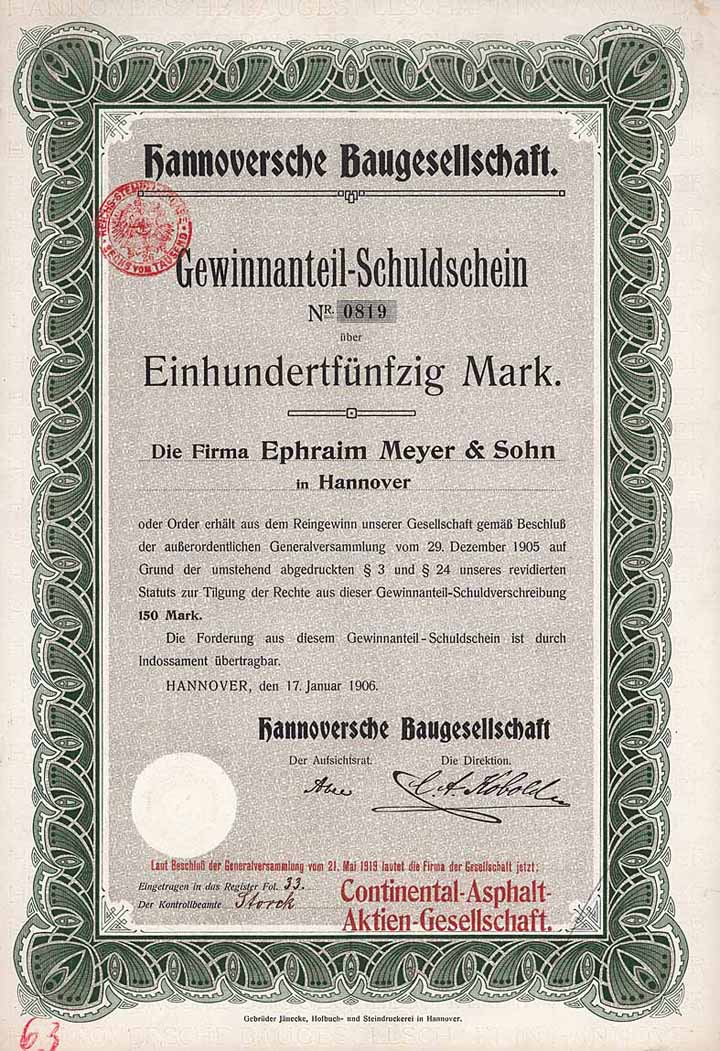 Hannoversche Baugesellschaft.
Gewinnanteil-Schuldschein
NR. 0819
über
Einhundertfünfzig Mark.
Die Firma Ephraim Meyer & Sohn
in Hannover
oder Order erhält aus dem Reingewinn unserer Gesellschaft gemäß Beschluß
der außerordentlichen Generalversammlung vom 29. Dezember 1905 auf
Grund der umstehend abgedruckten § 3 und § 24 unseres revidierten
Statuts zur Tilgung der Rechte aus dieser Gewinnanteil-Schuldverschreibung
150 Mark.
Die Forderung aus diesem Gewinnanteil-Schuldschein ist durch
Indossament übertragbar.
HANNOVER, den 17. Januar 1906.
Hannoversche Baugesellschaft
Der Aufsichtsrat. Die Direktion.
C. A. Kobold
Laut Beschluß der Generalversammlung vom 21. Mai 1919 lautet die Firma der Gesellschaft jetzt:
Eingetragen in das Register Fol. 33.
Der Kontrollbeamte Storck
Continental-Asphalt-
Aktien-Gesellschaft.
Gebrüder Jänecke, Hofbuch- und Steindruckerei in Hannover.
63
SECHS VOM TAUSEND